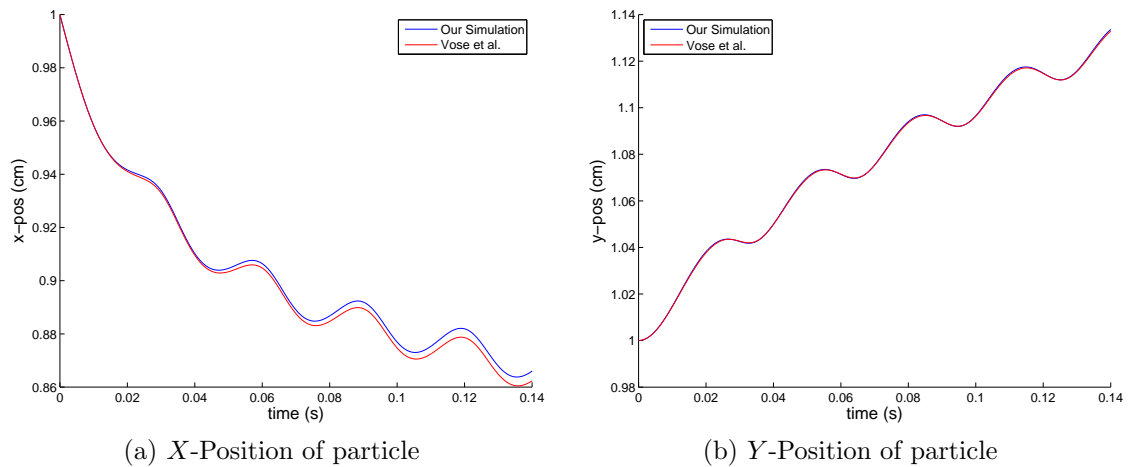 1
0.98
0.96
0.94
0.92
0.9
0.88
0.86
x−pos (cm)
Our Simulation
Vose et al.
0 0.02 0.04 0.06 0.08 0.1 0.12 0.14
time (s)
(a) X-Position of particle
1.14
1.12
1.1
1.08
1.06
1.04
1.02
1
0.98
y−pos (cm)
Our Simulation
Vose et al.
0 0.02 0.04 0.06 0.08 0.1 0.12 0.14
time (s)
(b) Y-Position of particle